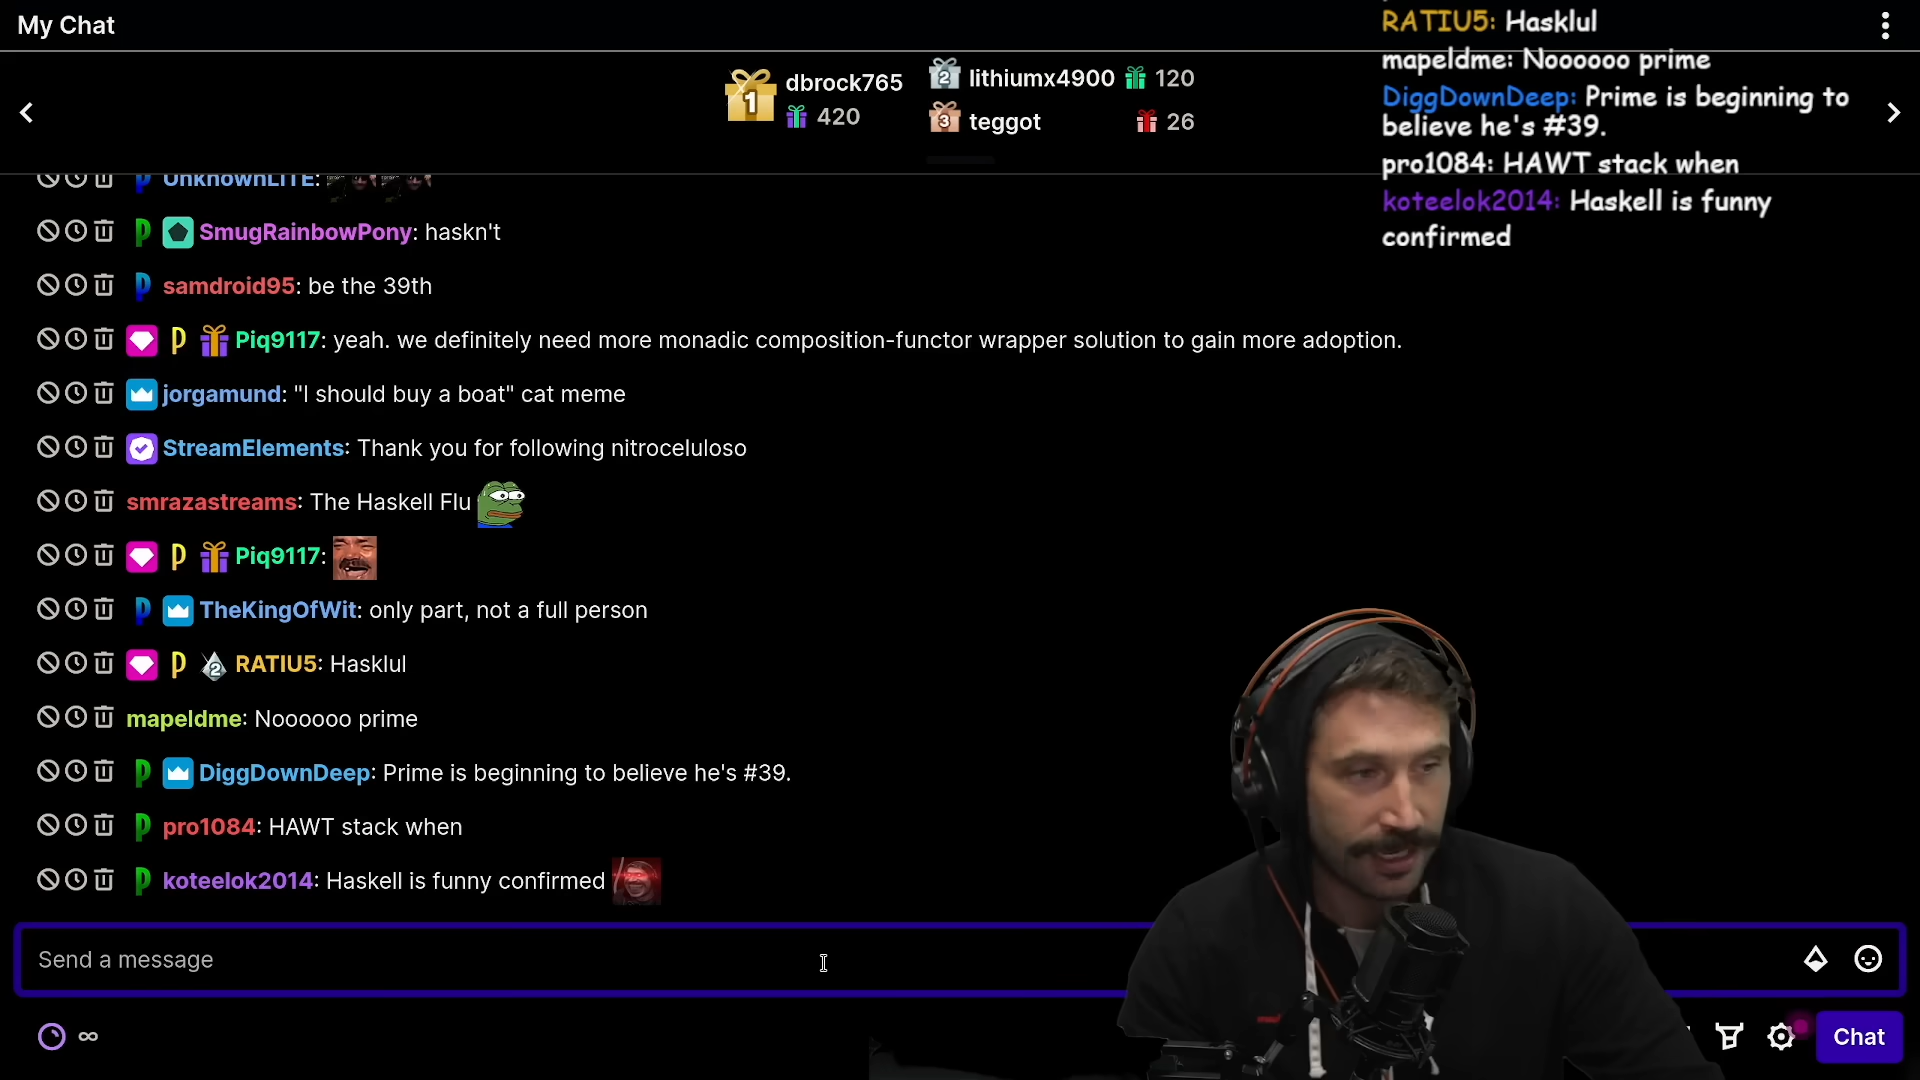 My Chat
dbrock765
420
1
2 lithiumx4900 120
3 teggot 26
UnknownLITE:
SmugRainbowPony: haskn't
samdroid95: be the 39th
Piq9117: yeah. we definitely need more monadic composition-functor wrapper solution to gain more adoption.
jorgamund: "I should buy a boat" cat meme
StreamElements: Thank you for following nitroceluloso
smrazastreams: The Haskell Flu
Piq9117:
TheKingOfWit: only part, not a full person
2 RATIU5: Hasklul
mapeldme: Noooooo prime
DiggDownDeep: Prime is beginning to believe he's #39.
pro1084: HAWT stack when
koteelok2014: Haskell is funny confirmed
Send a message
∞
Chat
RATIU5: Hasklul
mapeldme: Noooooo prime
DiggDownDeep: Prime is beginning to
believe he's #39.
pro1084: HAWT stack when
koteelok2014: Haskell is funny
confirmed